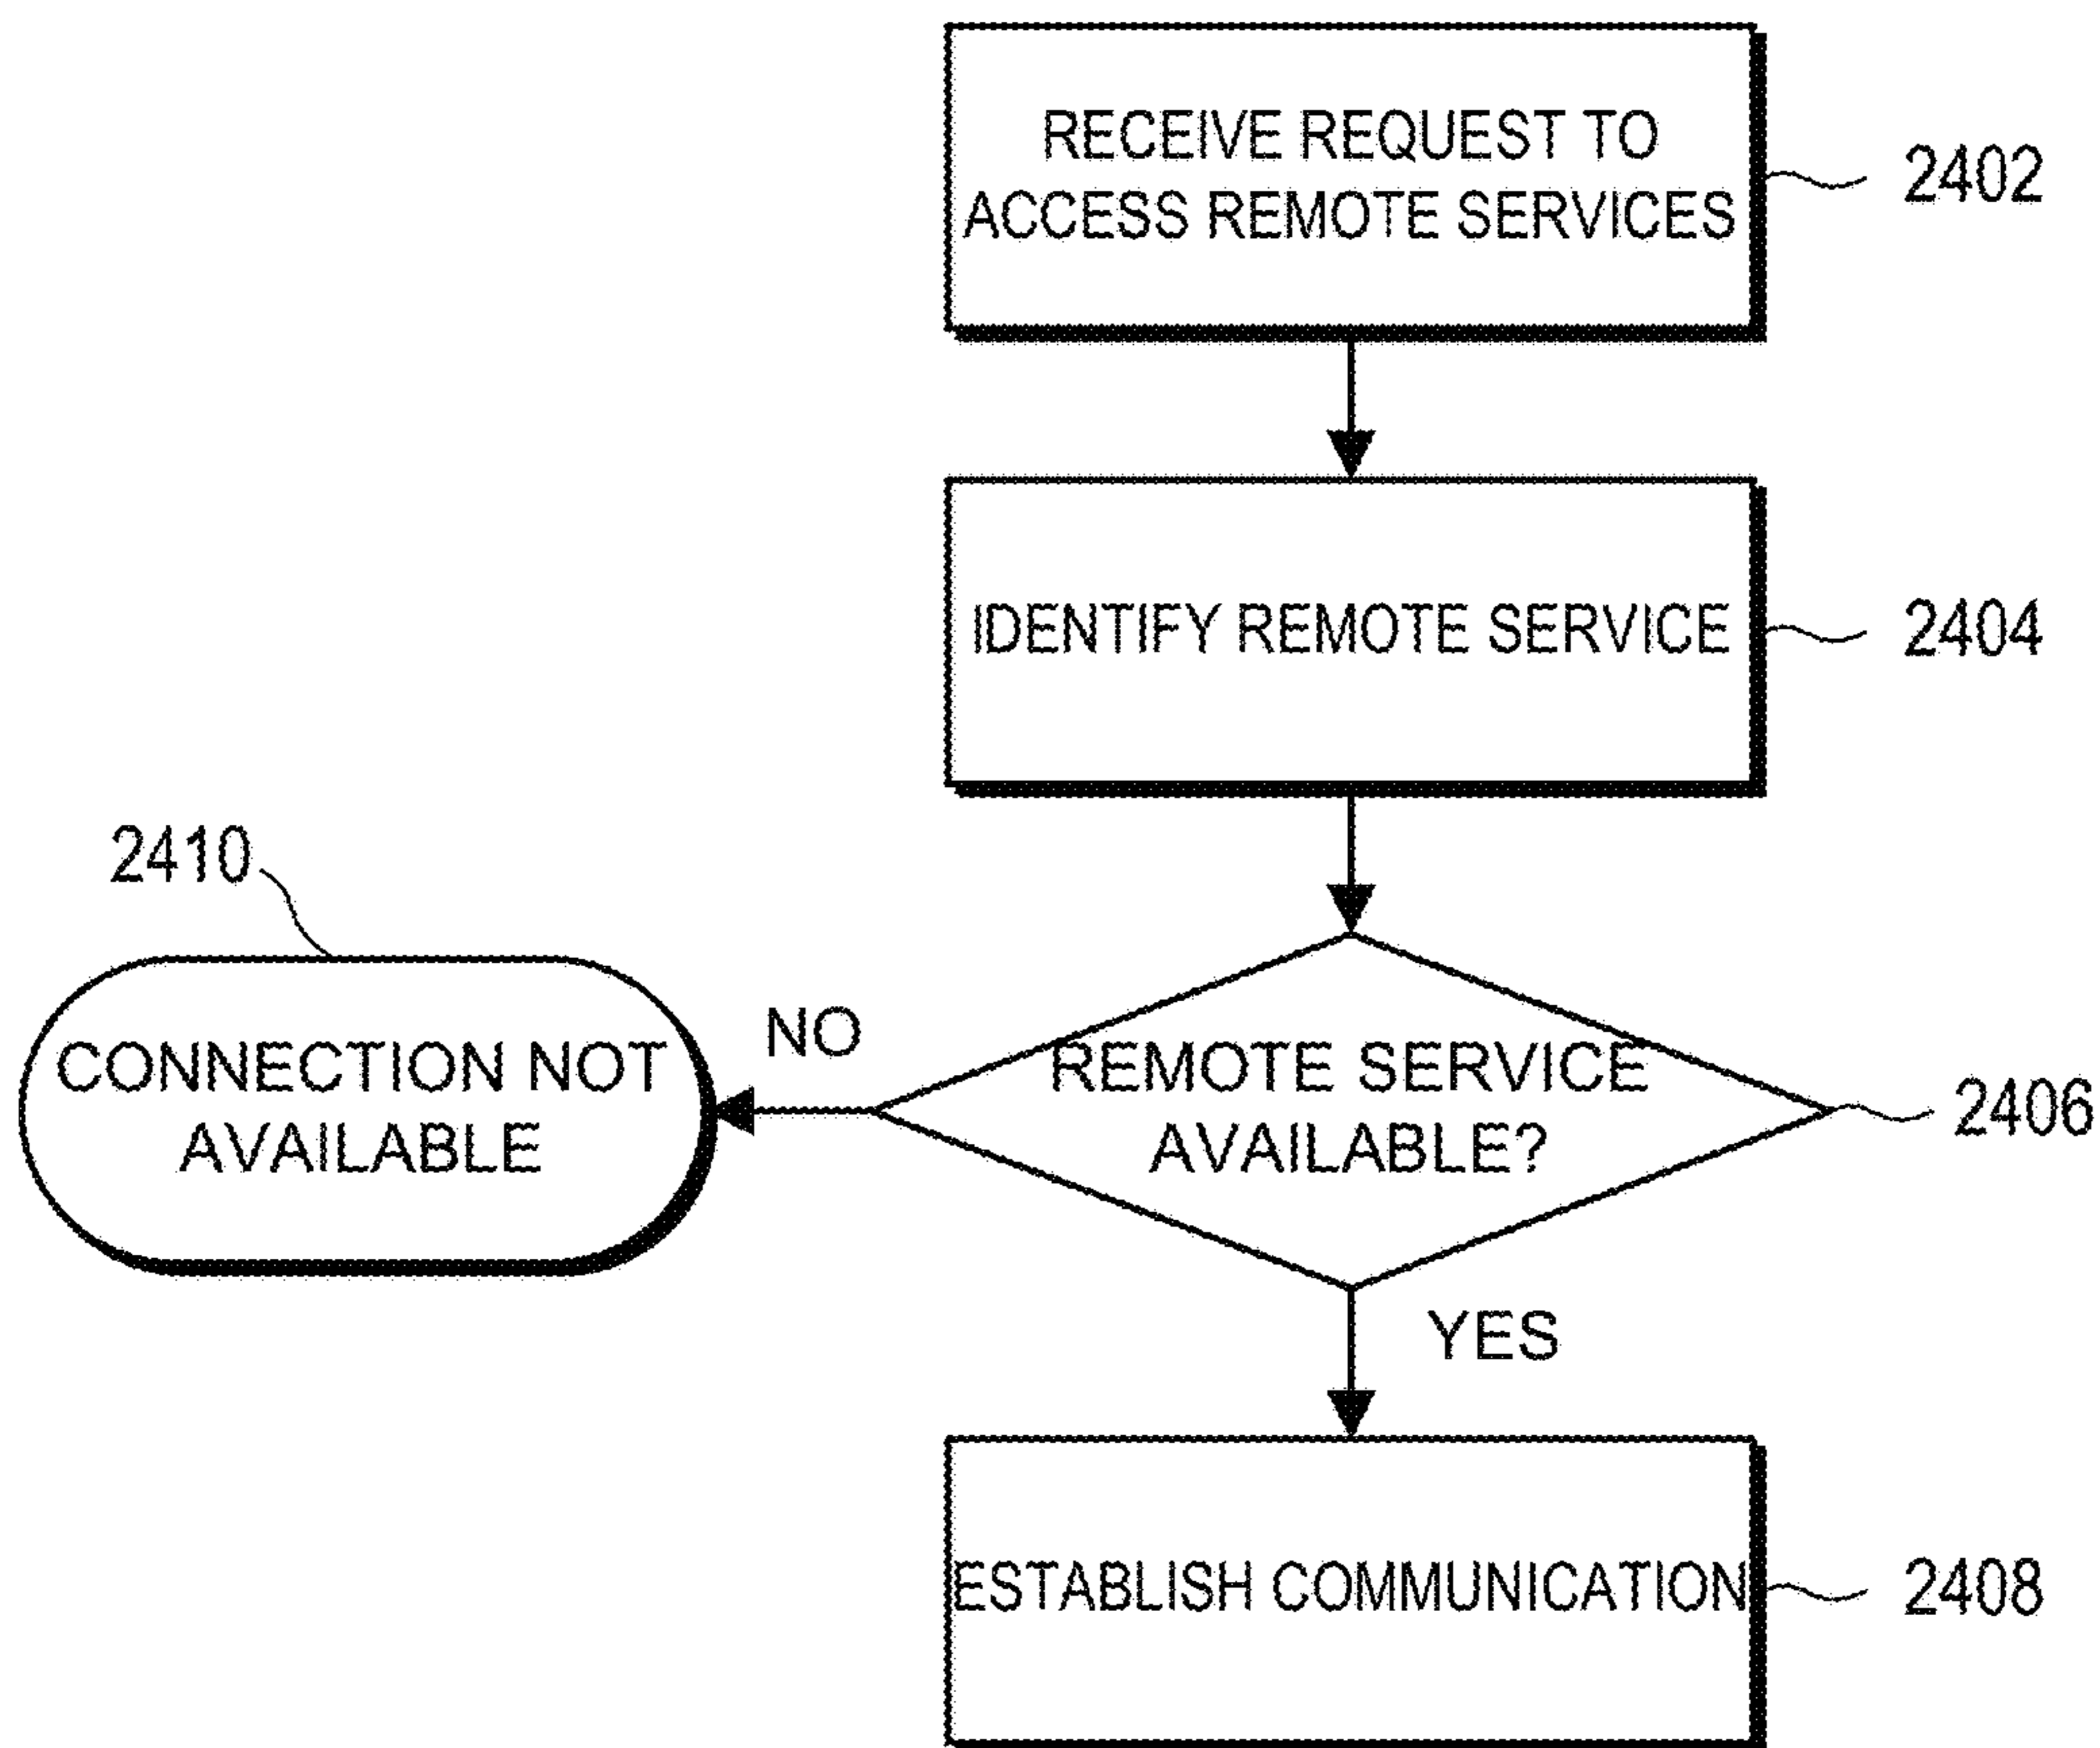 RECEIVE REQUEST TO
ACCESS REMOTE SERVICES
2402
IDENTIFY REMOTE SERVICE
2404
2410
CONNECTION NOT
AVAILABLE
NO
REMOTE SERVICE
AVAILABLE?
2406
YES
ESTABLISH COMMUNICATION
2408